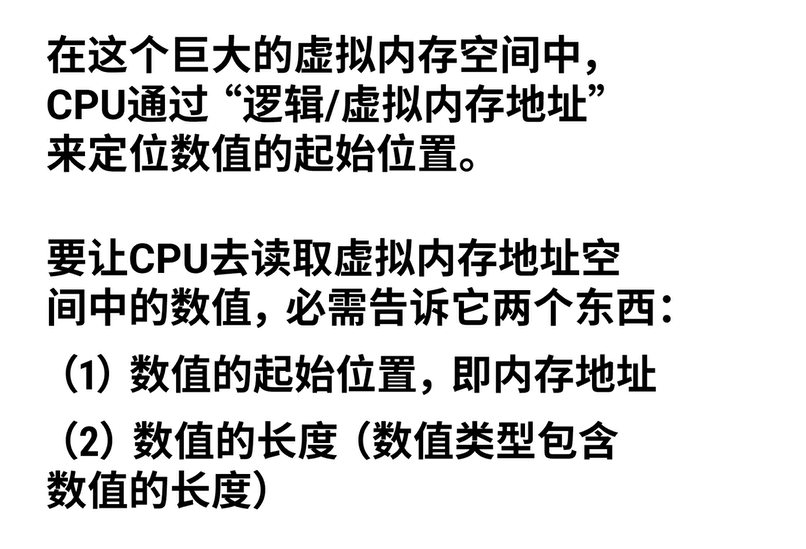 在这个巨大的虚拟内存空间中，
CPU通过“逻辑/虚拟内存地址”
来定位数值的起始位置。
要让CPU去读取虚拟内存地址空
间中的数值，必需告诉它两个东西：
（1）数值的起始位置，即内存地址
（2）数值的长度（数值类型包含
数值的长度）